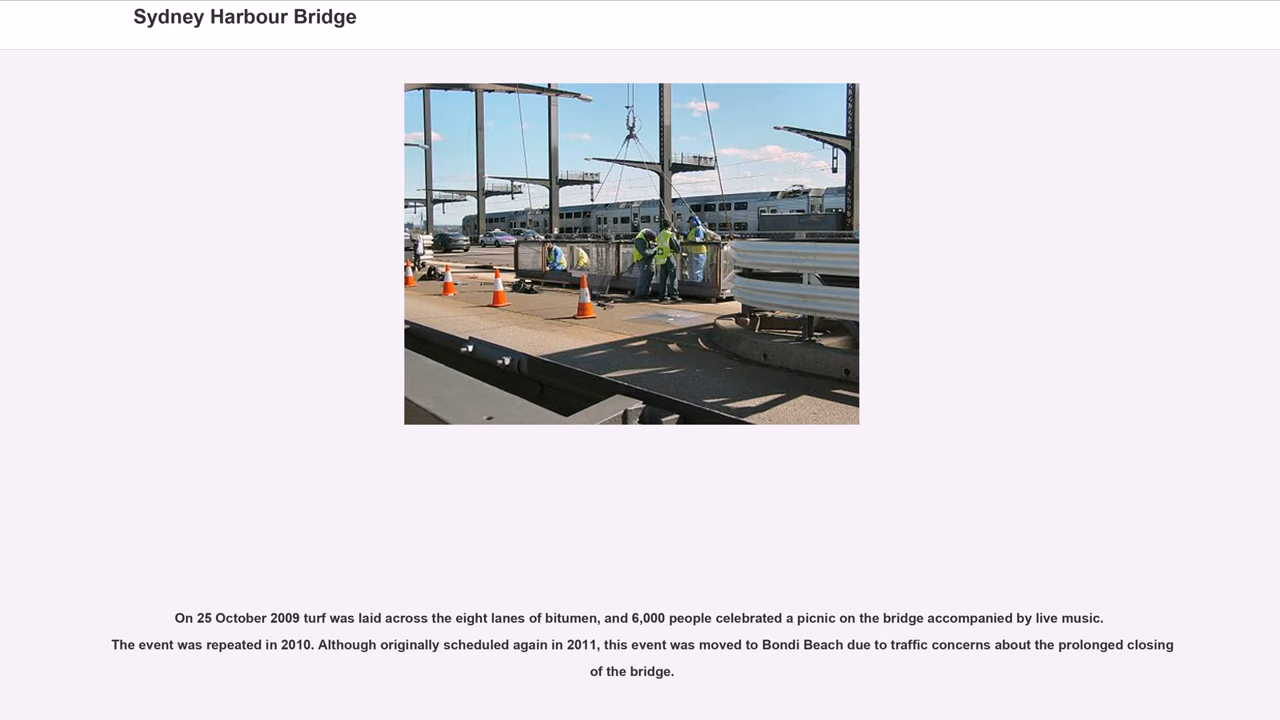 Sydney Harbour Bridge
On 25 October 2009 turf was laid across the eight lanes of bitumen, and 6,000 people celebrated a picnic on the bridge accompanied by live music.
The event was repeated in 2010. Although originally scheduled again in 2011, this event was moved to Bondi Beach due to traffic concerns about the prolonged closing
of the bridge.